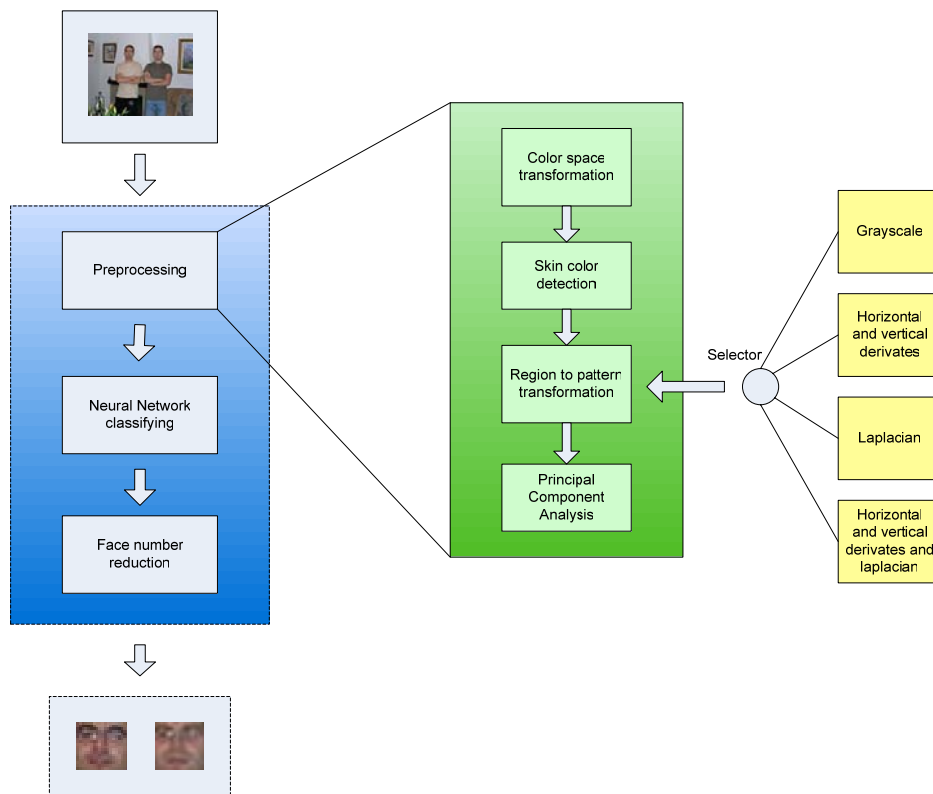 Preprocessing
Neural Network
classifying
Face number
reduction
Color space
transformation
Skin color
detection
Region to pattern
transformation
Principal
Component
Analysis
Selector
Grayscale
Horizontal
and vertical
derivates
Laplacian
Horizontal
and vertical
derivates and
laplacian